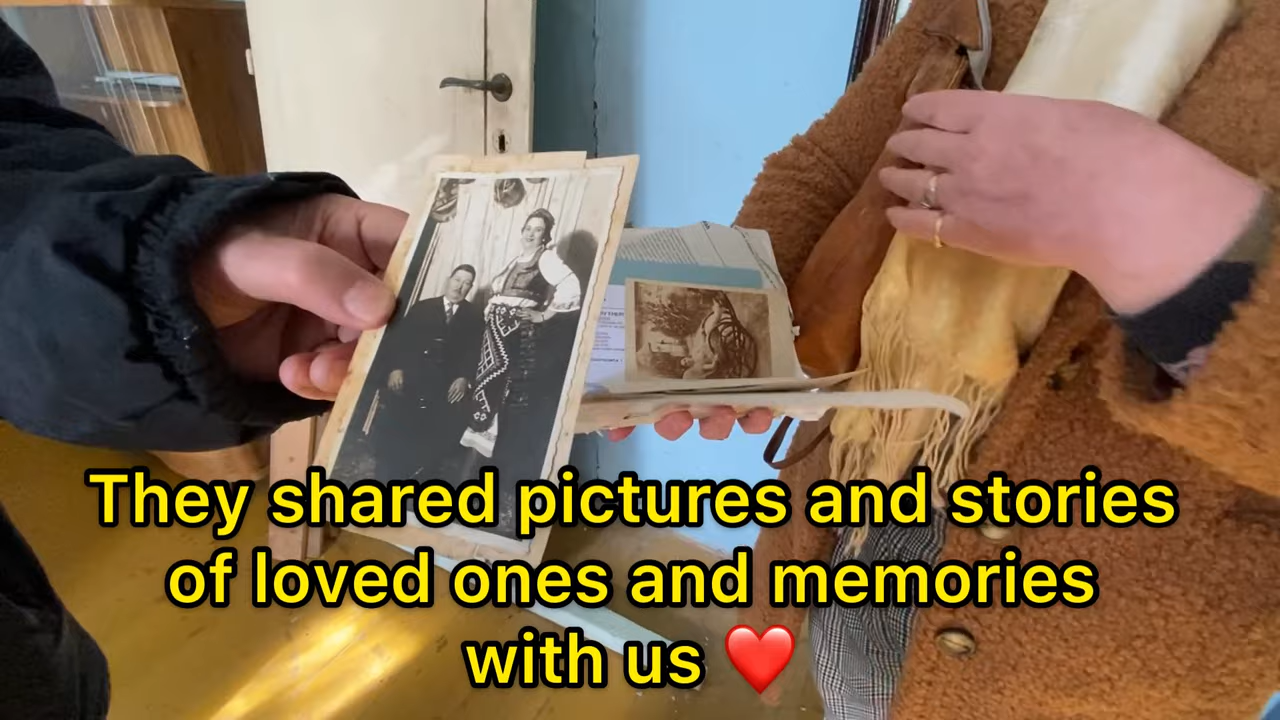 They shared pictures and stories
of loved ones and memories
with us ❤️